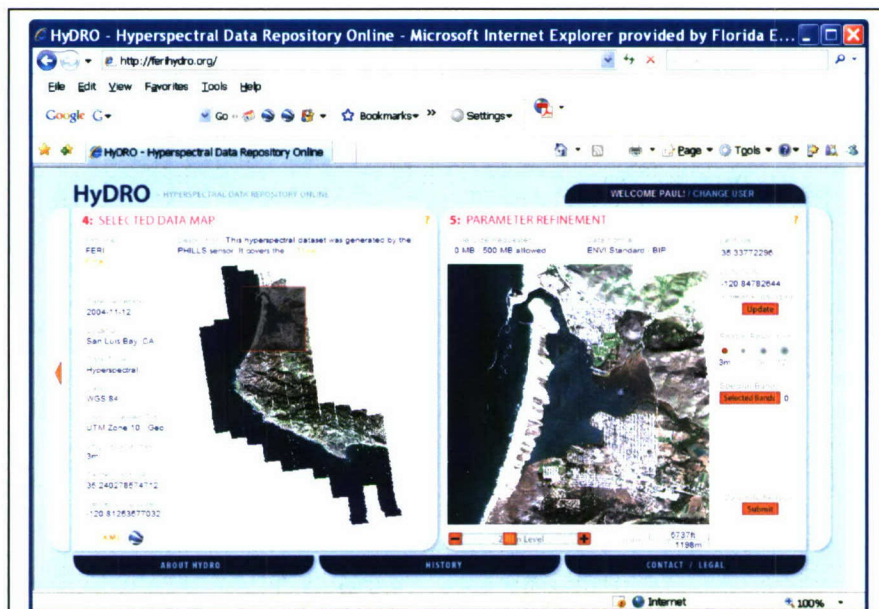 HyDRO - Hyperspectral Data Repository Online - Microsoft Internet Explorer provided by Florida E...
http://ferihydro.org/
File Edit View Favorites Tools Help
Google G Go Bookmarks >> Settings
HyDRO - Hyperspectral Data Repository Online
Page Tools
HyDRO - HYPERSPECTRAL DATA REPOSITORY ONLINE
WELCOME PAUL! / CHANGE USER
4: SELECTED DATA MAP ?
FERI
This hyperspectral dataset was generated by the
PHILLS sensor. It covers the
2004-11-12
San Luis Bay, CA
Hyperspectral
WGS 84
UTM Zone 10 Geo
3m
35.240278574712
-120.81263677032
5: PARAMETER REFINEMENT ?
0 MB 500 MB allowed
ENVI Standard - BIP
35.33772296
-120.84782644
Update
3m
Selected Bands 0
Submit
Level
6737ft
1198m
ABOUT HYDRO
HISTORY
CONTACT / LEGAL
Internet 100%